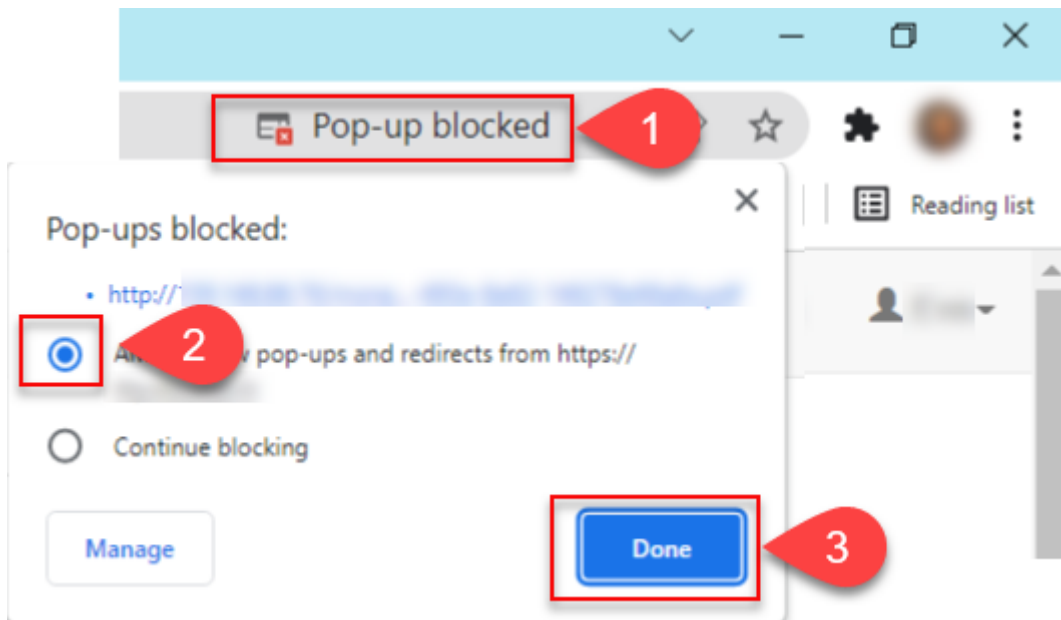 Pop-up blocked
1
Reading list
Pop-ups blocked:
• http://
2
pop-ups and redirects from https://
Continue blocking
Manage
Done
3